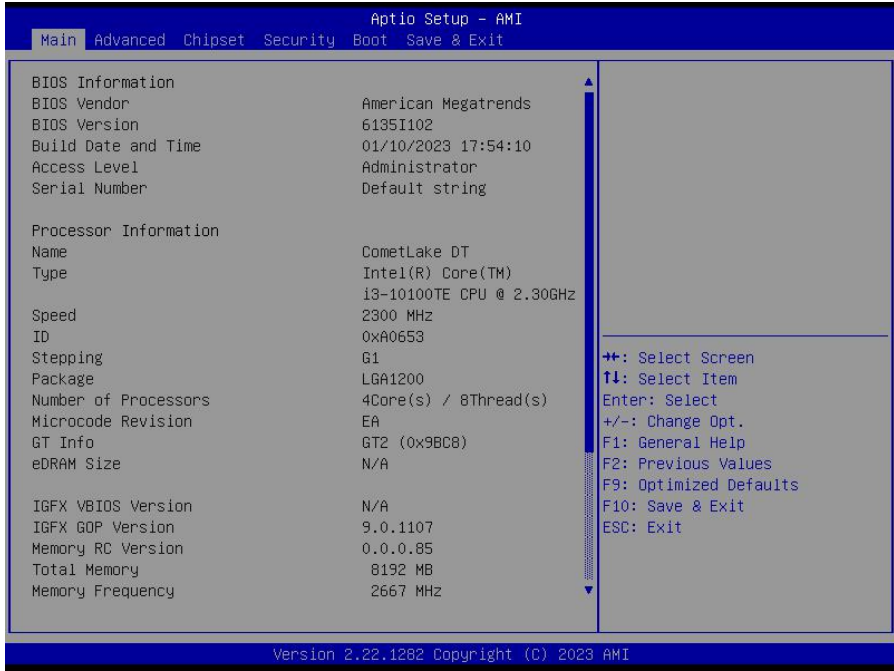 Aptio Setup - AMI
Main Advanced Chipset Security Boot Save & Exit
BIOS Information
BIOS Vendor American Megatrends
BIOS Version 6135I102
Build Date and Time 01/10/2023 17:54:10
Access Level Administrator
Serial Number Default string
Processor Information
Name CometLake DT
Type Intel(R) Core(TM)
i3-10100TE CPU @ 2.30GHz
Speed 2300 MHz
ID 0xA0653
Stepping G1
Package LGA1200
Number of Processors 4Core(s) / 8Thread(s)
Microcode Revision EA
GT Info GT2 (0x9BC8)
eDRAM Size N/A
IGFX VBIOS Version N/A
IGFX GOP Version 9.0.1107
Memory RC Version 0.0.0.85
Total Memory 8192 MB
Memory Frequency 2667 MHz
→←: Select Screen
↑↓: Select Item
Enter: Select
+/-: Change Opt.
F1: General Help
F2: Previous Values
F9: Optimized Defaults
F10: Save & Exit
ESC: Exit
Version 2.22.1282 Copyright (C) 2023 AMI